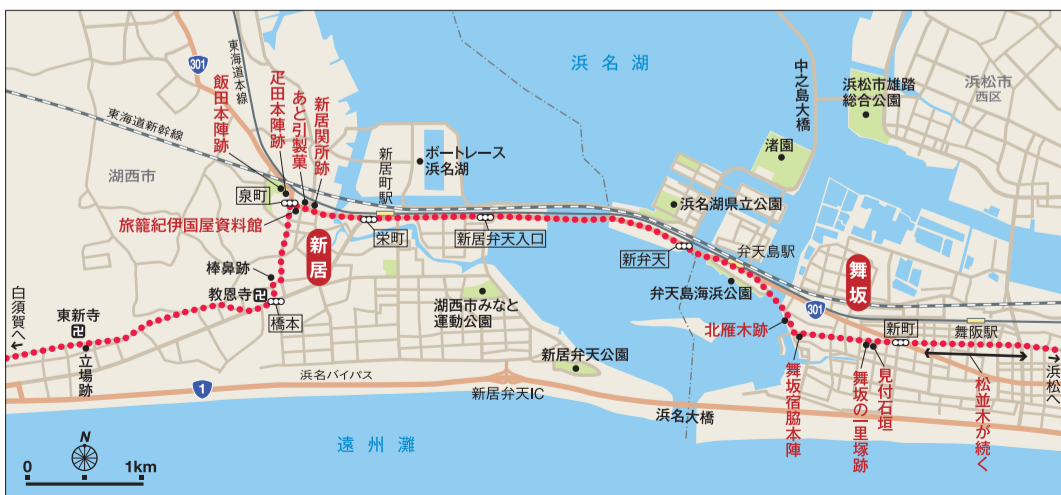 301
東海道本線
東海道新幹線
飯田本陣跡
疋田本陣跡
あと引製菓
新居関所跡
湖西市
泉町
旅籠紀伊国屋資料館
新居
新居町駅
ボートレース
浜名湖
栄町
新居弁天入口
浜名湖
中之島大橋
浜松市雄踏
総合公園
浜松市
西区
渚園
浜名湖県立公園
新弁天
弁天島駅
弁天島海浜公園
舞坂
301
北雁木跡
新町
舞阪駅
棒鼻跡
教恩寺卍
橋本
白須賀へ
←
東新寺
卍
立場跡
湖西市みなと
運動公園
新居弁天公園
浜名バイパス
1
新居弁天IC
浜名大橋
舞坂宿脇本陣
舞坂の一里塚跡
見付石垣
松並木が続く
→
浜松へ
遠州灘
N
0 1km